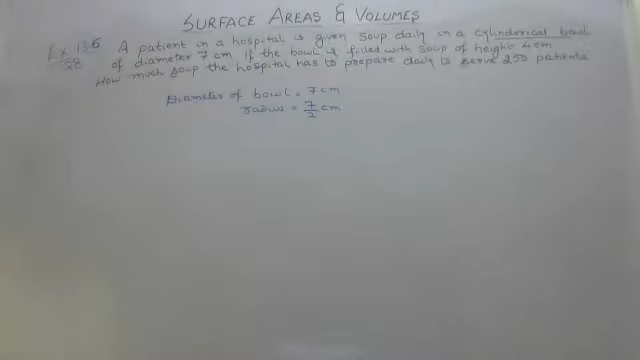 SURFACE AREAS & VOLUMES
Ex 13.6 A patient in a hospital is given soup daily in a cylinderical bowl
Q8 of diameter 7 cm if the bowl is filled with soup of height 4 cm
How much soup the hospital has to prepare daily to serve 250 patients
Diameter of bowl = 7 cm
radius = 7/2 cm